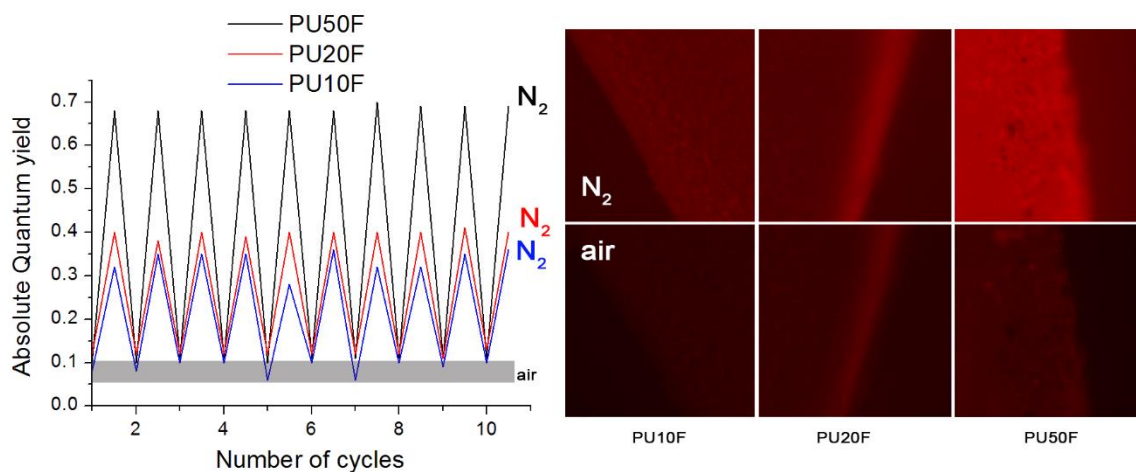 PU50F
PU20F
PU10F
Absolute Quantum yield
0.7
0.6
0.5
0.4
0.3
0.2
0.1
0.0
N₂
N₂
N₂
air
2
4
6
8
10
Number of cycles
N₂
air
PU10F
PU20F
PU50F